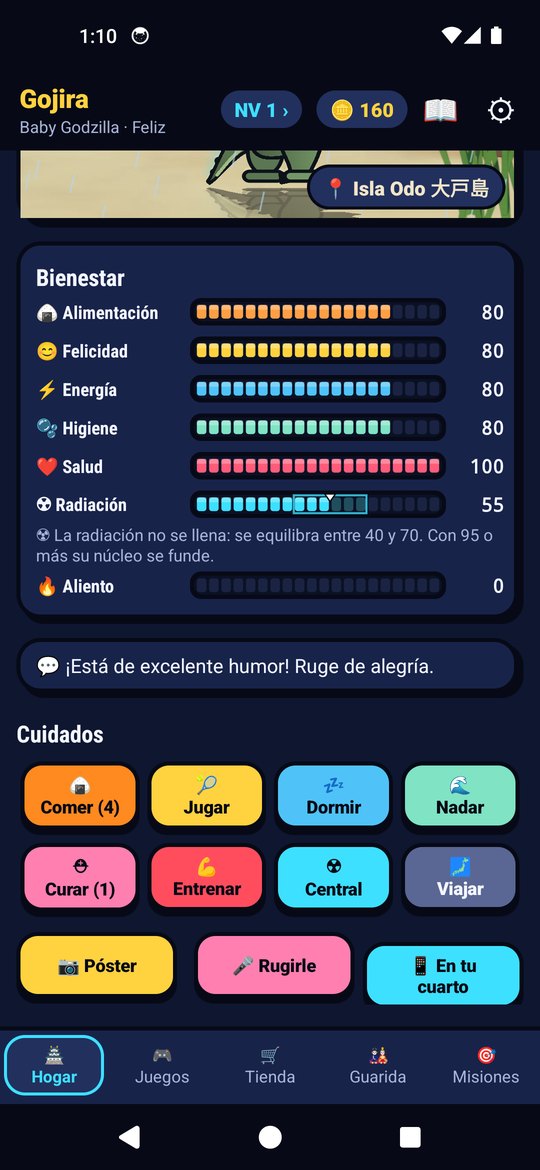 1:10
Gojira
Baby Godzilla · Feliz
NV 1 ›
160
Isla Odo 大戸島
Bienestar
Alimentación 80
Felicidad 80
Energía 80
Higiene 80
Salud 100
Radiación 55
☢ La radiación no se llena: se equilibra entre 40 y 70. Con 95 o
más su núcleo se funde.
Aliento 0
¡Está de excelente humor! Ruge de alegría.
Cuidados
Comer (4)
Jugar
Dormir
Nadar
Curar (1)
Entrenar
Central
Viajar
Póster
Rugirle
En tu
cuarto
Hogar
Juegos
Tienda
Guarida
Misiones